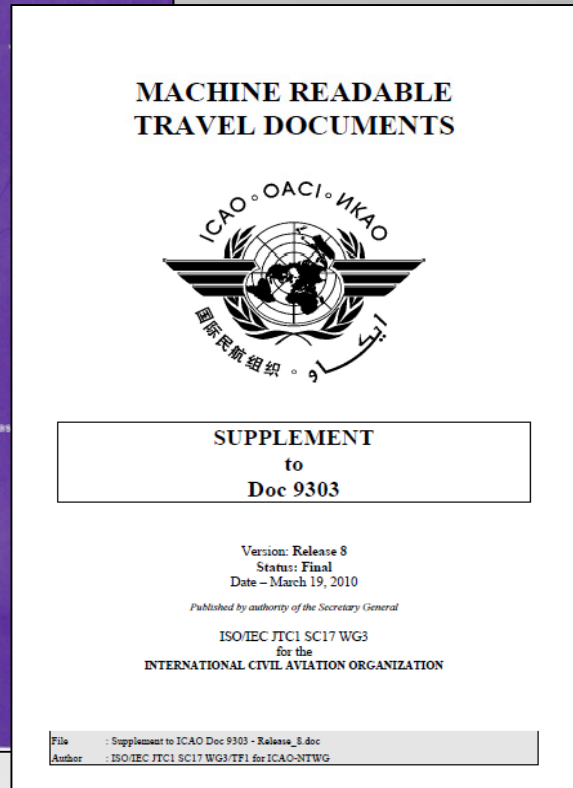 MACHINE READABLE
TRAVEL DOCUMENTS
ICAO ◦ OACI ◦ ИКАО
国际民航组织 ◦ ايكاو
SUPPLEMENT
to
Doc 9303
Version: Release 8
Status: Final
Date – March 19, 2010
Published by authority of the Secretary General
ISO/IEC JTC1 SC17 WG3
for the
INTERNATIONAL CIVIL AVIATION ORGANIZATION
File : Supplement to ICAO Doc 9303 - Release_8.doc
Author : ISO/IEC JTC1 SC17 WG3/TF1 for ICAO-NTWG